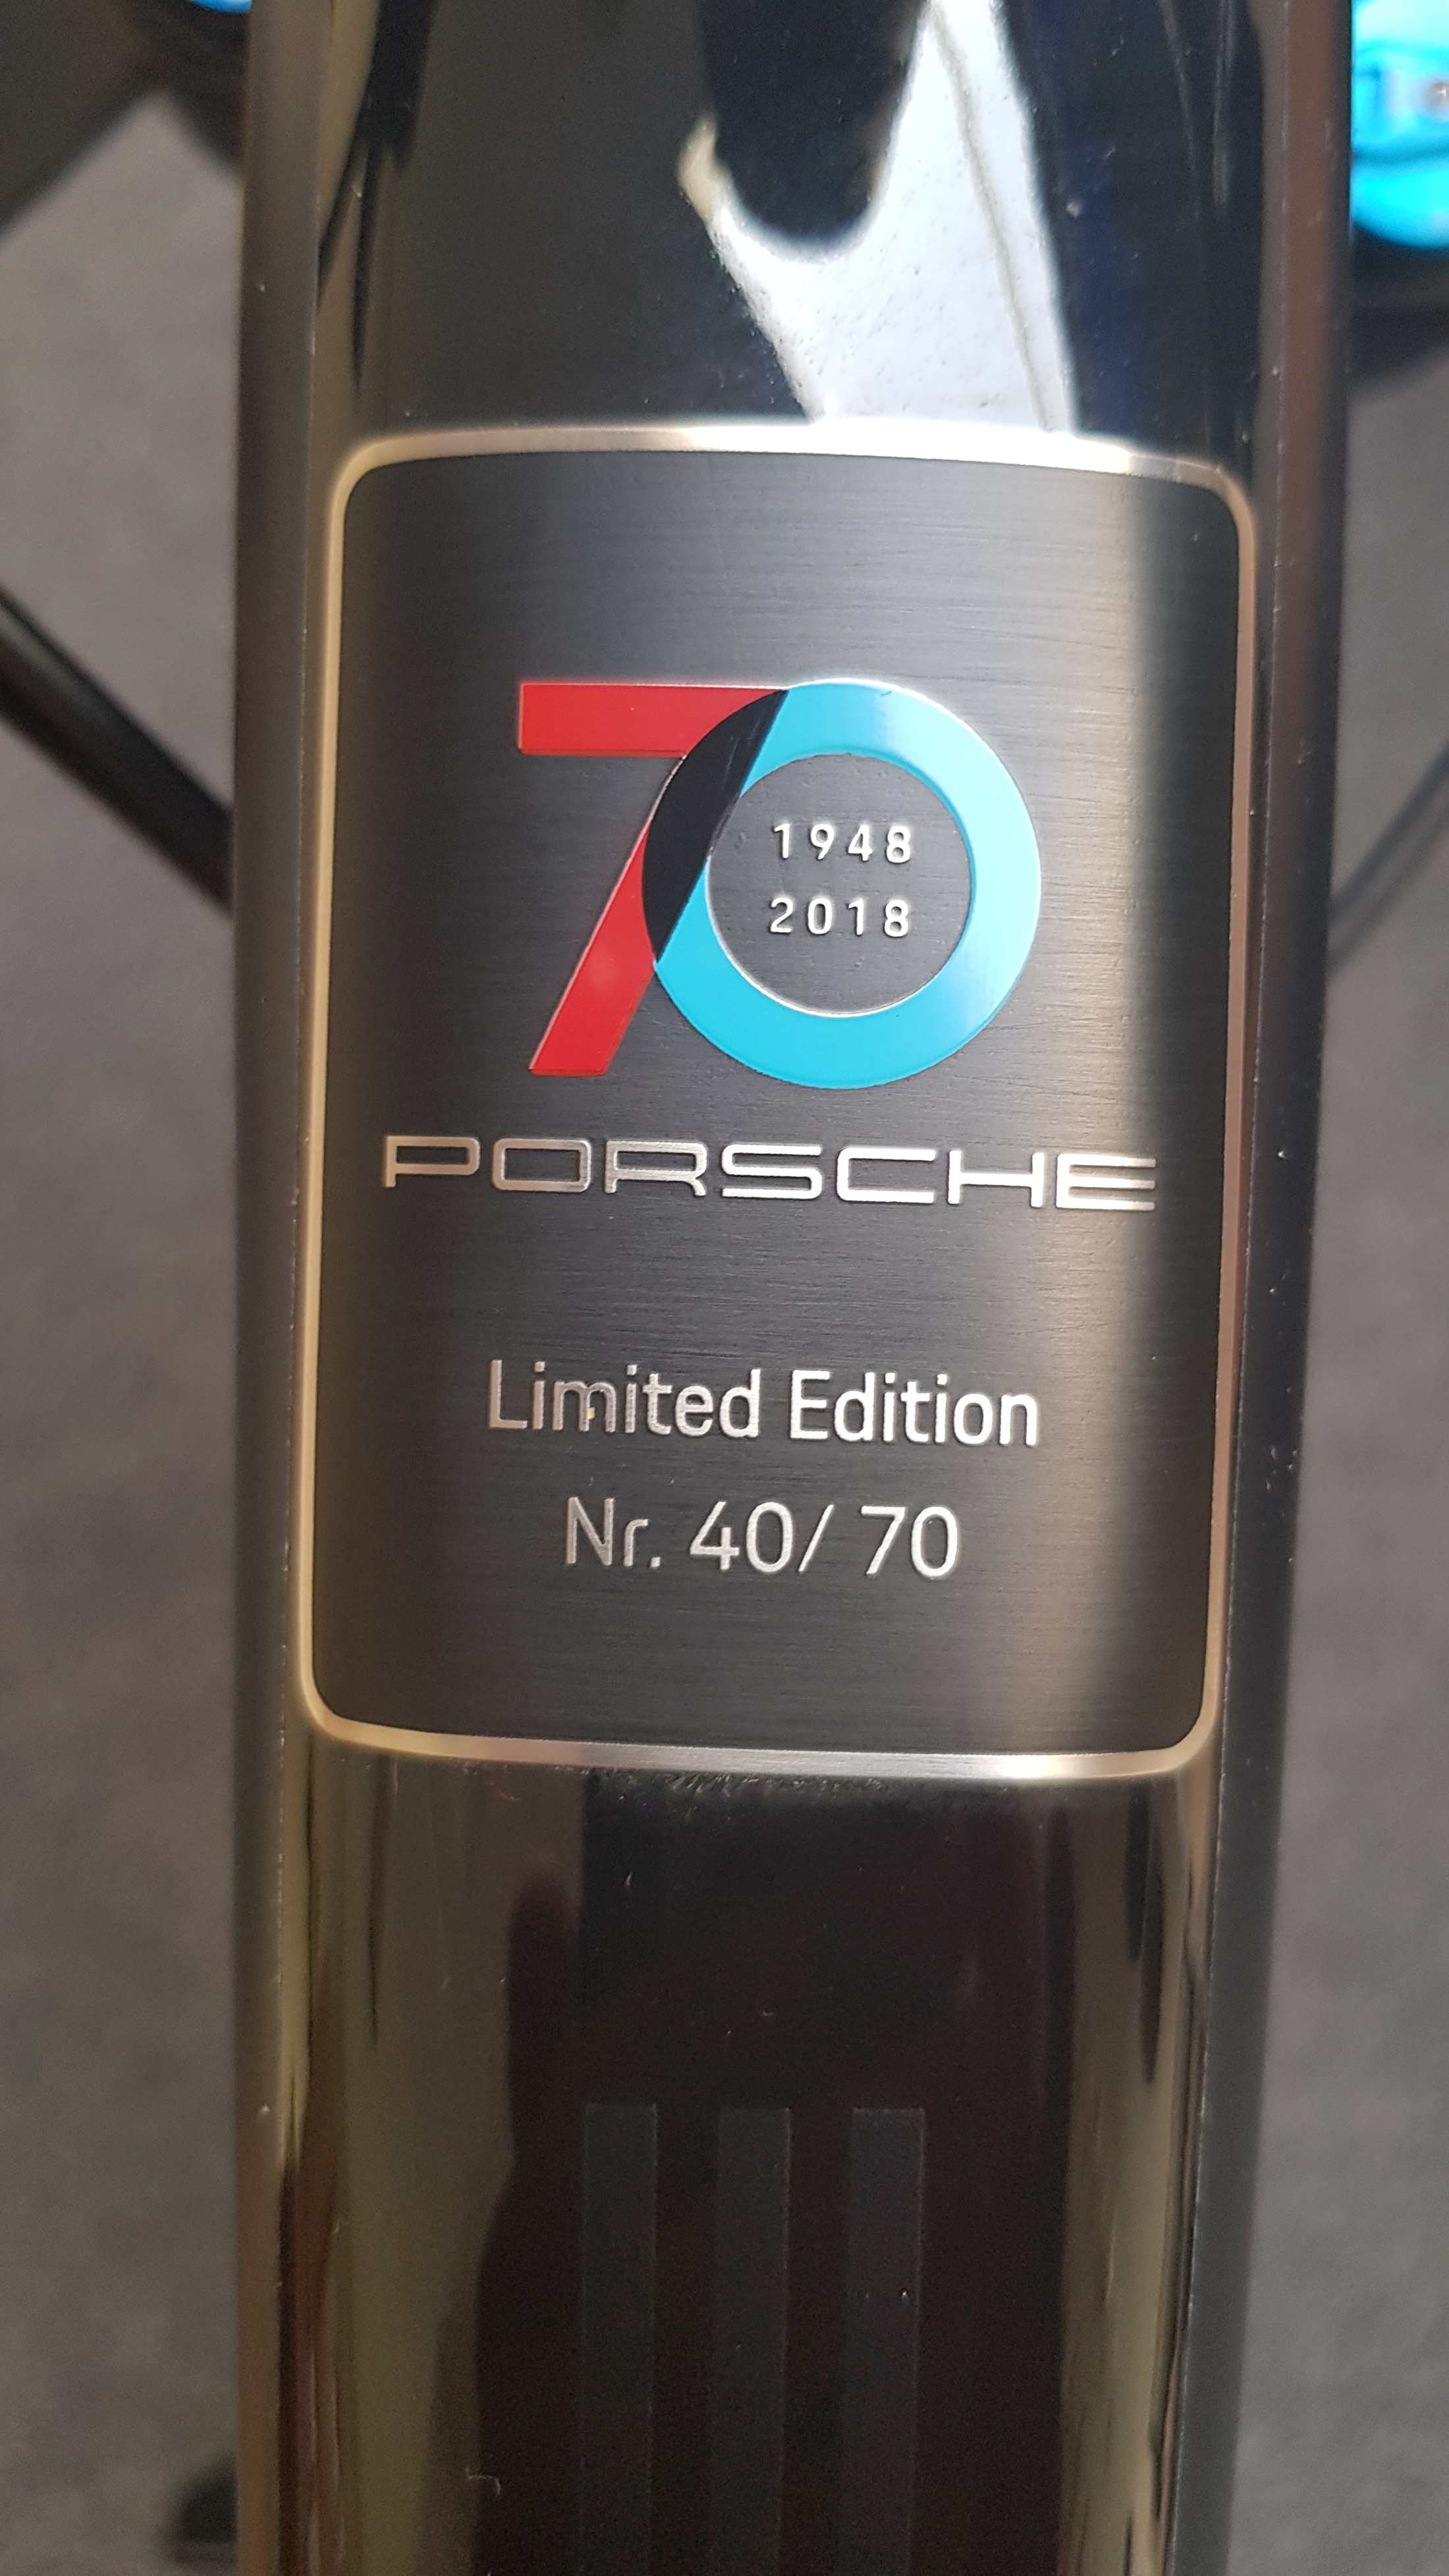 70
1948
2018
PORSCHE
Limited Edition
Nr. 40/ 70